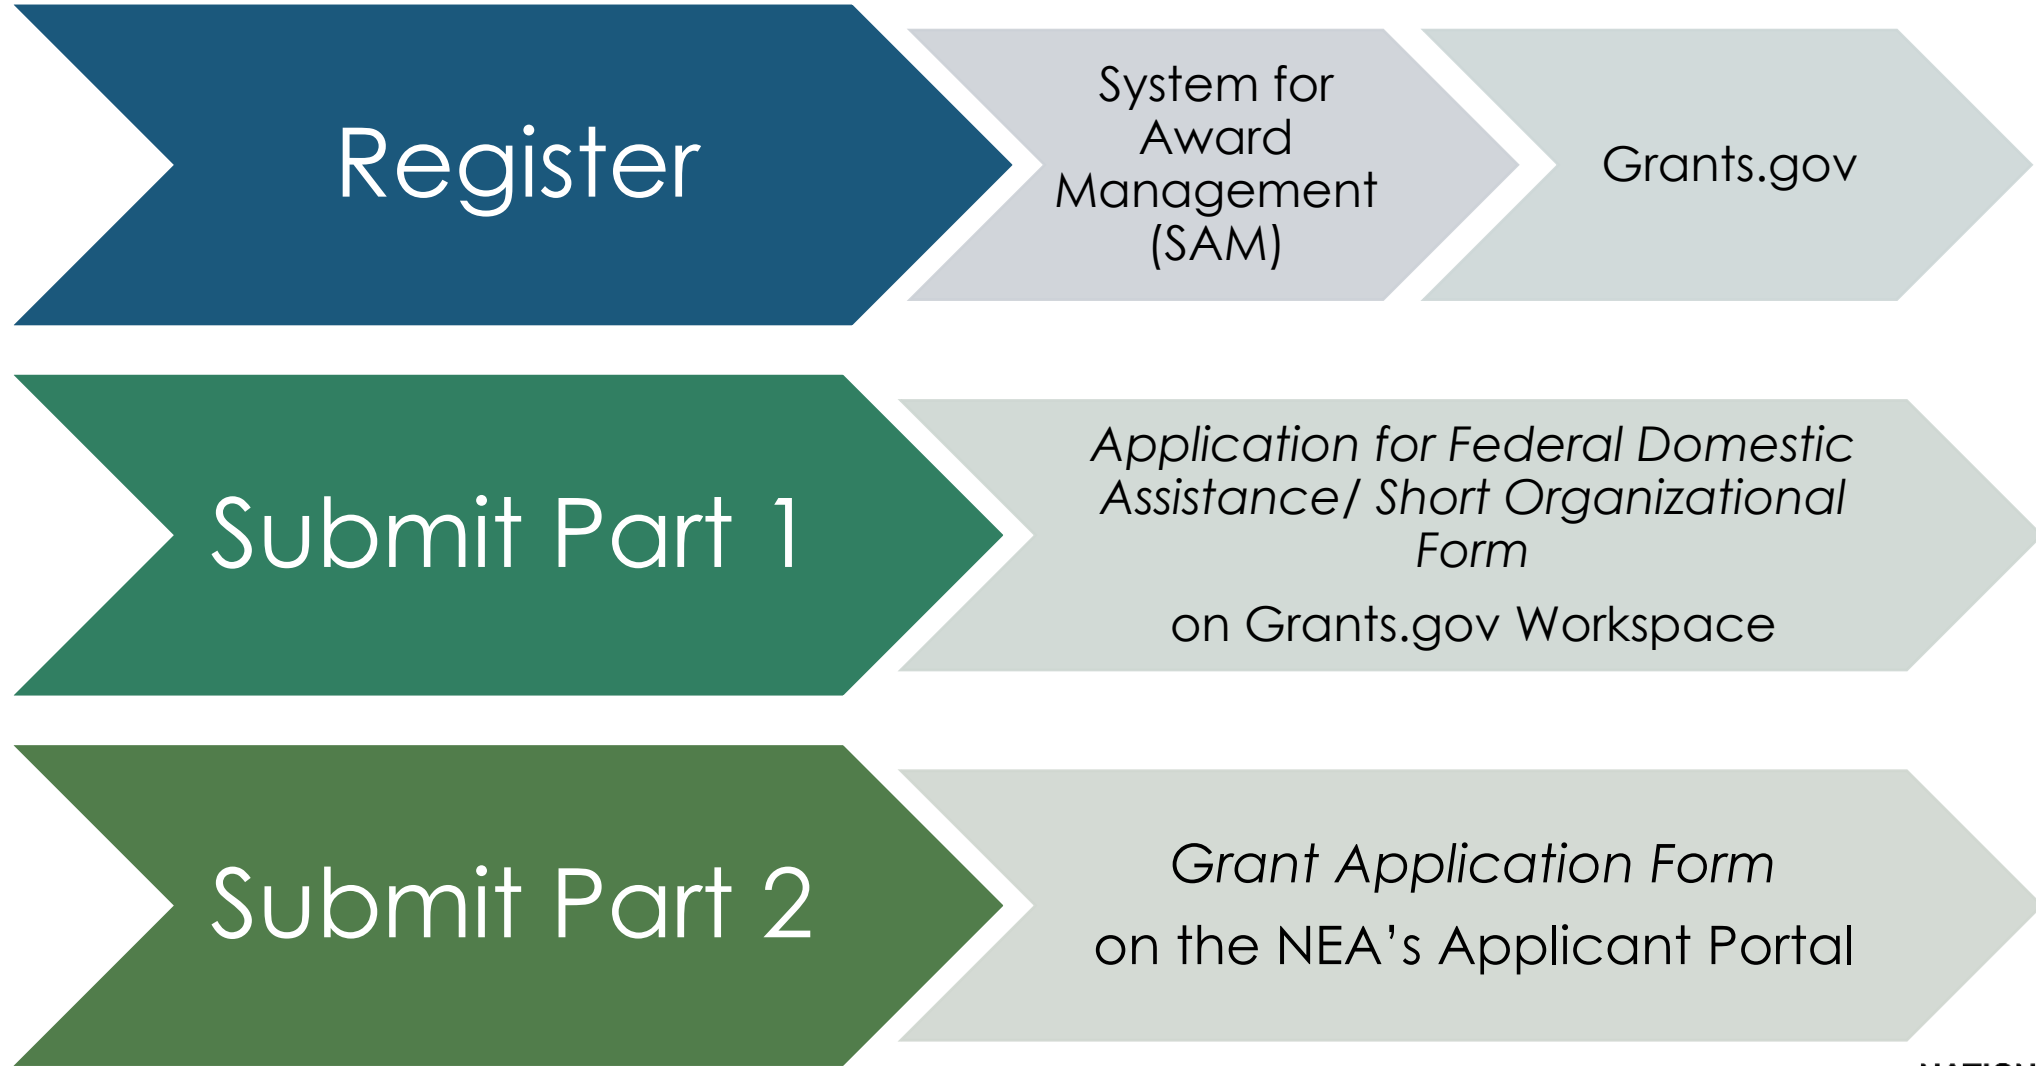 Register
System for
Award
Management
(SAM)
Grants.gov
Submit Part 1
Application for Federal Domestic
Assistance/ Short Organizational
Form
on Grants.gov Workspace
Submit Part 2
Grant Application Form
on the NEA’s Applicant Portal